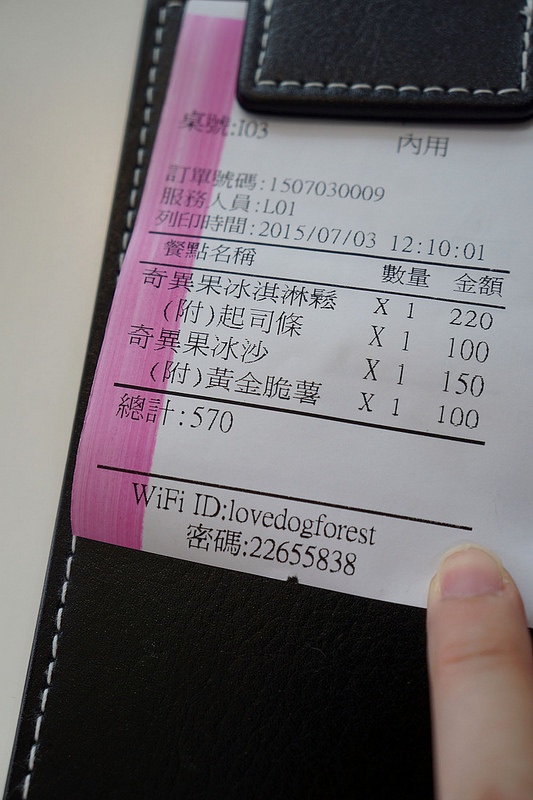 桌號:I03 內用
訂單號碼:1507030009
服務人員:L01
列印時間:2015/07/03 12:10:01
餐點名稱 數量 金額
奇異果冰淇淋鬆 X 1 220
(附)起司條 X 1 100
奇異果冰沙 X 1 150
(附)黃金脆薯 X 1 100
總計:570
WiFi ID:lovedogforest
密碼:22655838